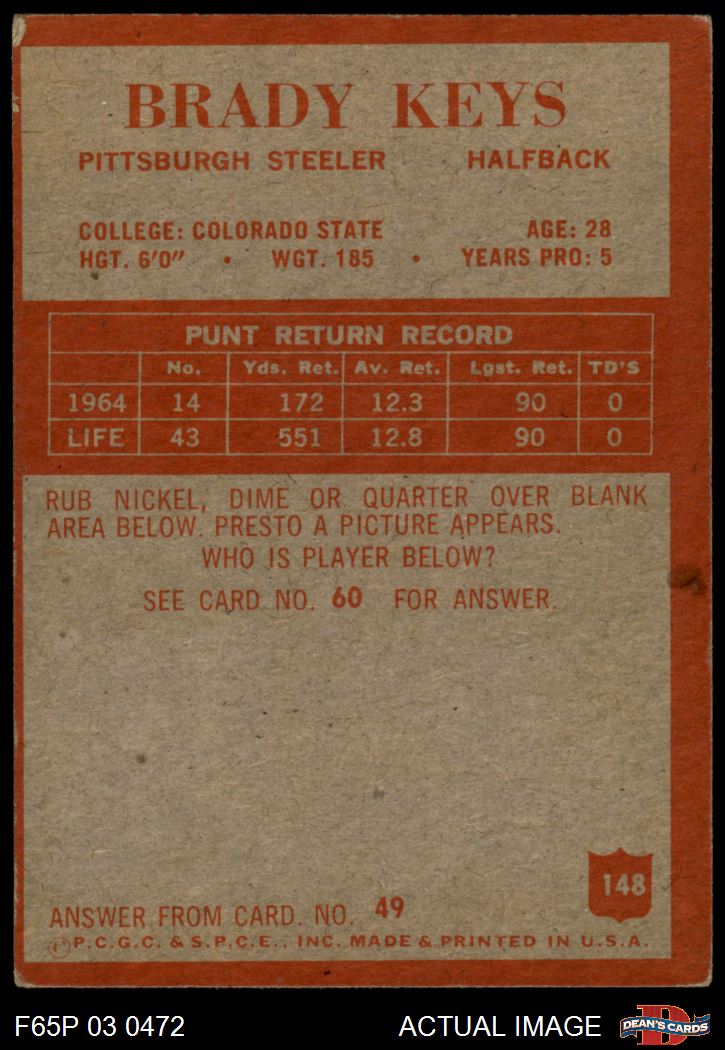 BRADY KEYS
PITTSBURGH STEELER HALFBACK
COLLEGE: COLORADO STATE AGE: 28
HGT. 6'0" • WGT. 185 • YEARS PRO: 5
PUNT RETURN RECORD
No. Yds. Ret. Av. Ret. Lgst. Ret. TD'S
1964 14 172 12.3 90 0
LIFE 43 551 12.8 90 0
RUB NICKEL, DIME OR QUARTER OVER BLANK
AREA BELOW. PRESTO A PICTURE APPEARS.
WHO IS PLAYER BELOW?
SEE CARD NO. 60 FOR ANSWER.
148
ANSWER FROM CARD. NO. 49
©P.C.G.C. & S.P.C.E., INC. MADE & PRINTED IN U.S.A.
F65P 03 0472 ACTUAL IMAGE
D
DEAN'S CARDS